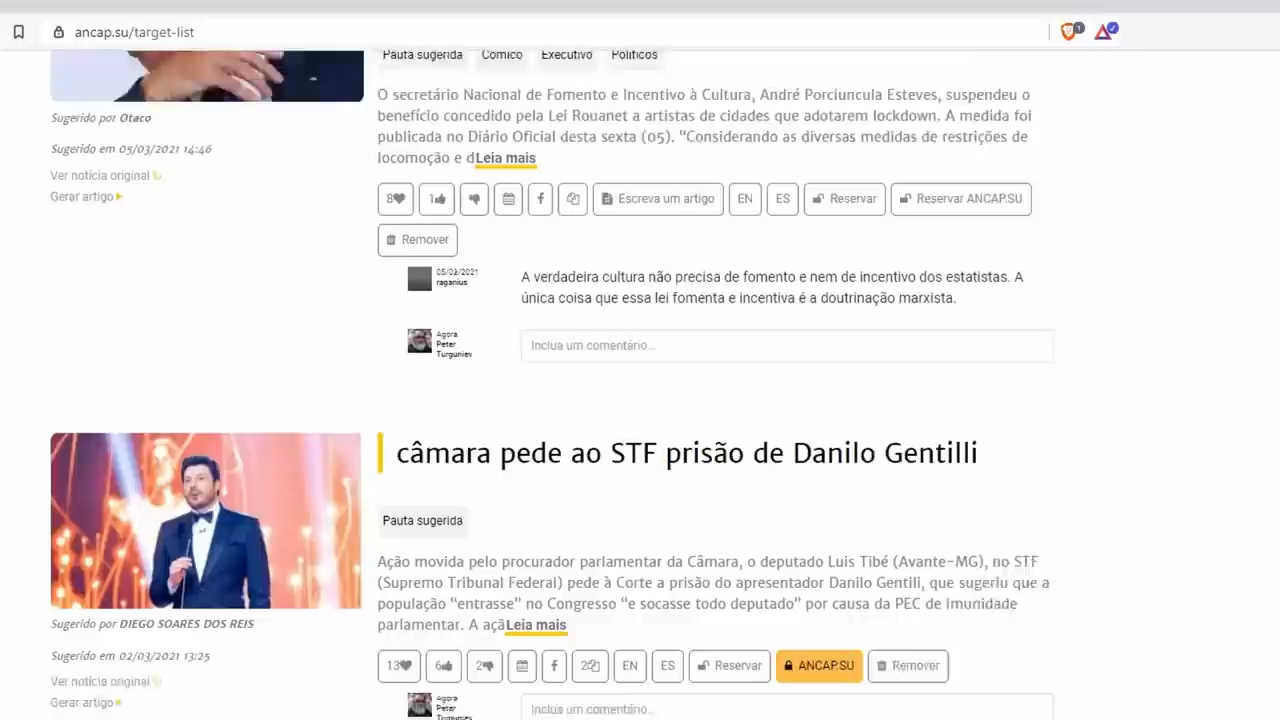 ancap.su/target-list
1
Pauta sugerida Cômico Executivo Políticos
O secretário Nacional de Fomento e Incentivo à Cultura, André Porciuncula Esteves, suspendeu o
benefício concedido pela Lei Rouanet a artistas de cidades que adotarem lockdown. A medida foi
publicada no Diário Oficial desta sexta (05). “Considerando as diversas medidas de restrições de
locomoção e dLeia mais
Sugerido por Otaco
Sugerido em 05/03/2021 14:46
Ver notícia original
Gerar artigo
8 1 Escreva um artigo EN ES Reservar Reservar ANCAP.SU
Remover
05/03/2021
raganius
A verdadeira cultura não precisa de fomento e nem de incentivo dos estatistas. A
única coisa que essa lei fomenta e incentiva é a doutrinação marxista.
Agora
Peter
Turguniev
Inclua um comentário...
câmara pede ao STF prisão de Danilo Gentilli
Pauta sugerida
Ação movida pelo procurador parlamentar da Câmara, o deputado Luis Tibé (Avante-MG), no STF
(Supremo Tribunal Federal) pede à Corte a prisão do apresentador Danilo Gentili, que sugeriu que a
população “entrasse” no Congresso “e socasse todo deputado” por causa da PEC de Imunidade
parlamentar. A açãLeia mais
Sugerido por DIEGO SOARES DOS REIS
Sugerido em 02/03/2021 13:25
Ver notícia original
Gerar artigo
13 6 2 2 EN ES Reservar ANCAP.SU Remover
Agora
Peter
Turguniev
Inclua um comentário...